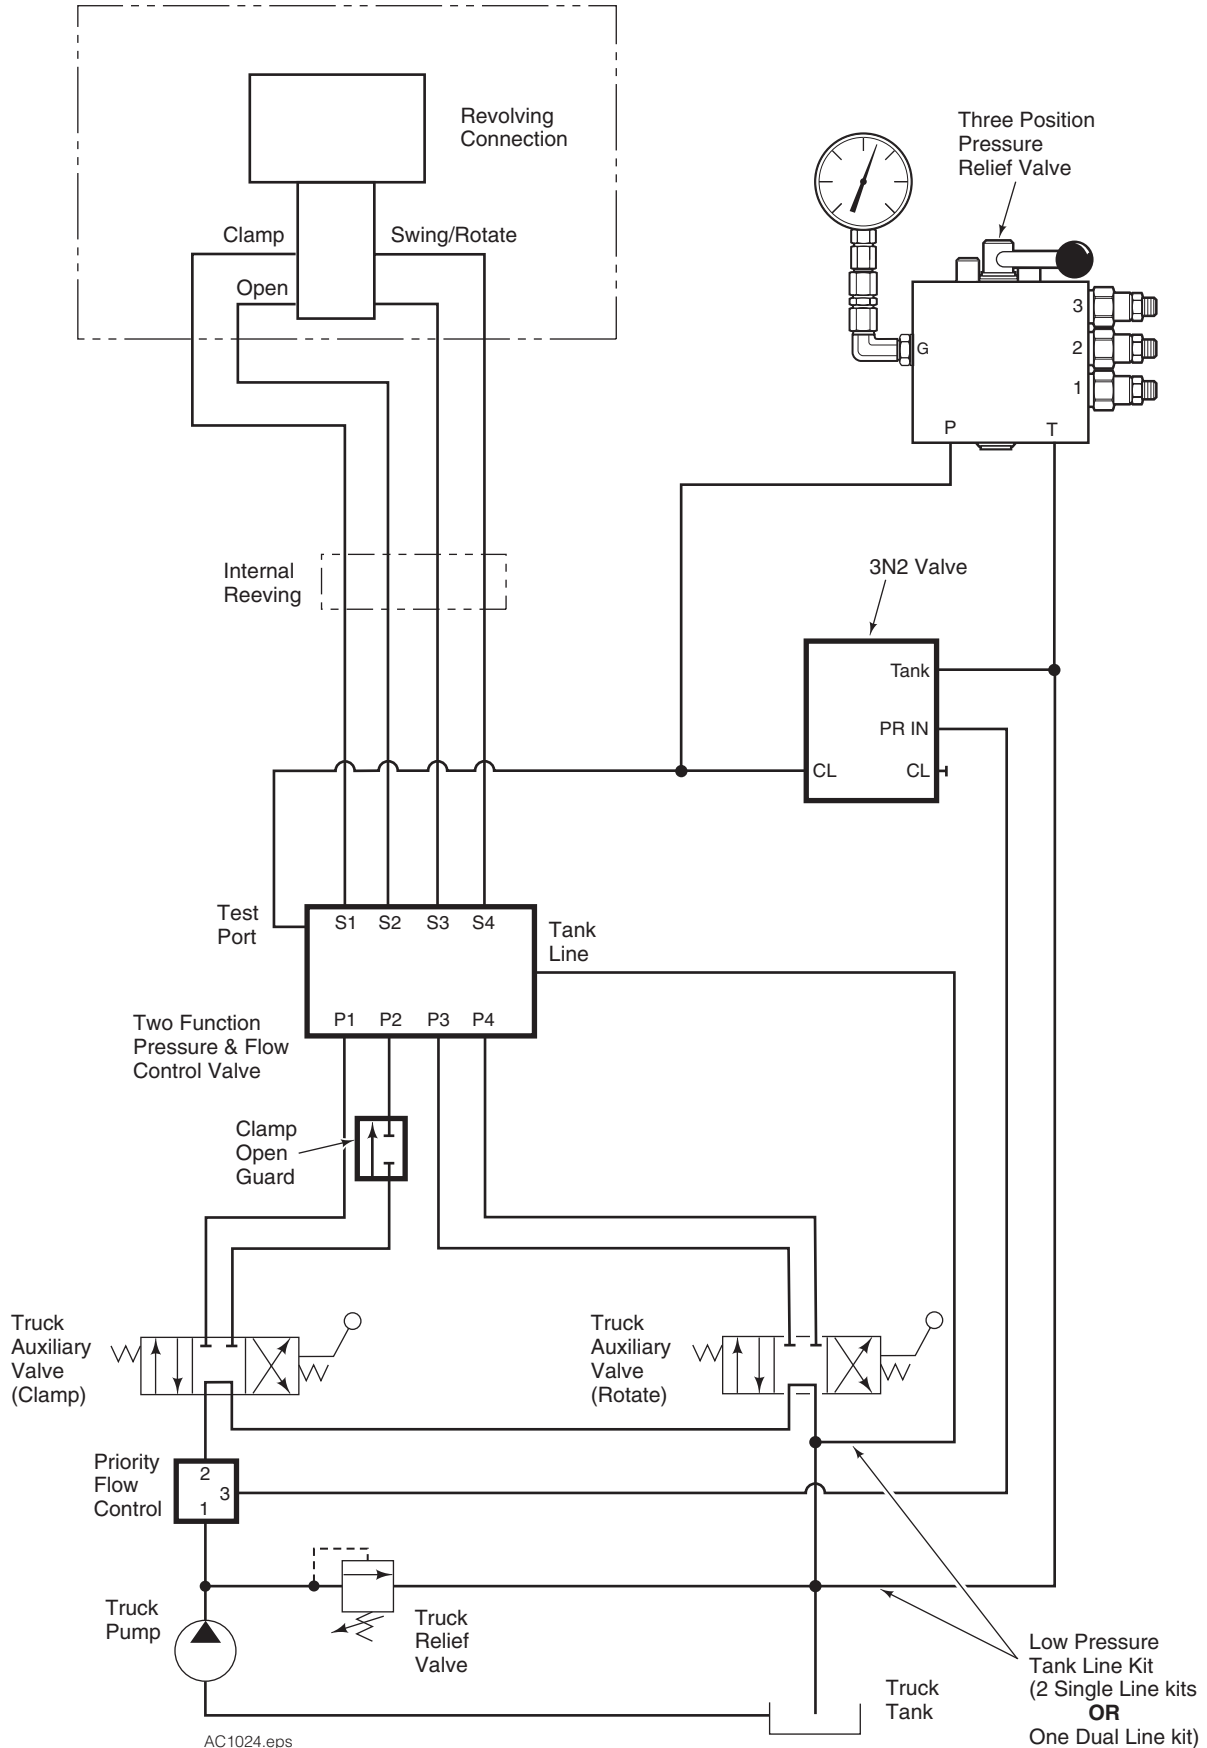 Revolving
Connection
Three Position
Pressure
Relief Valve
Clamp
Swing/Rotate
Open
3
G
2
1
P
T
Internal
Reeving
3N2 Valve
Tank
PR IN
CL
CL
Test
Port
S1
S2
S3
S4
Tank
Line
P1
P2
P3
P4
Two Function
Pressure & Flow
Control Valve
Clamp
Open
Guard
Truck
Auxiliary
Valve
(Clamp)
Truck
Auxiliary
Valve
(Rotate)
Priority
Flow
Control
2
3
1
Truck
Pump
Truck
Relief
Valve
Low Pressure
Tank Line Kit
(2 Single Line kits
OR
One Dual Line kit)
Truck
Tank
AC1024.eps